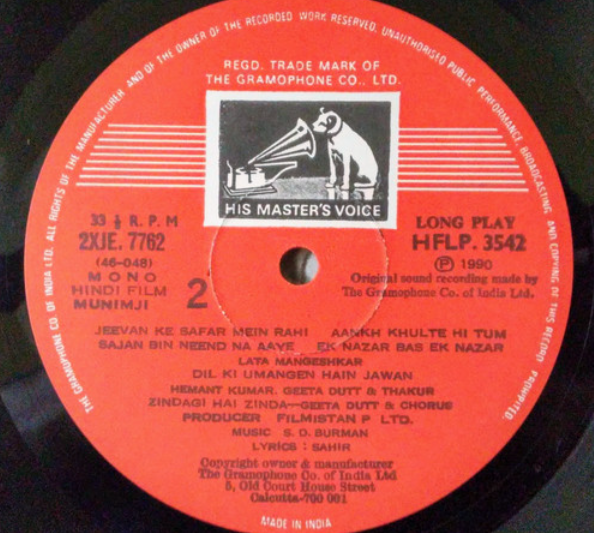 THE GRAMOPHONE CO. OF INDIA LTD. ALL RIGHTS OF THE MANUFACTURER AND OF THE OWNER OF THE RECORDED WORK RESERVED. UNAUTHORISED PUBLIC PERFORMANCE, BROADCASTING AND COPYING OF THIS RECORD PROHIBITED.
REGD. TRADE MARK OF
THE GRAMOPHONE CO., LTD.
HIS MASTER'S VOICE
33 ⅓ R. P. M
2XJE. 7762
(46-048)
MONO
HINDI FILM
MUNIMJI
2
LONG PLAY
HFLP. 3542
Ⓟ 1990
Original sound recording made by
The Gramophone Co. of India Ltd.
JEEVAN KE SAFAR MEIN RAHI AANKH KHULTE HI TUM
SAJAN BIN NEEND NA AAYE EK NAZAR BAS EK NAZAR
LATA MANGESHKAR
DIL KI UMANGEN HAIN JAWAN
HEMANT KUMAR, GEETA DUTT & THAKUR
ZINDAGI HAI ZINDA—GEETA DUTT & CHORUS
PRODUCER FILMISTAN P LTD.
MUSIC S. D. BURMAN
LYRICS : SAHIR
Copyright owner & manufacturer
The Gramophone Co. of India Ltd
5, Old Court House Street
Calcutta-700 001
MADE IN INDIA